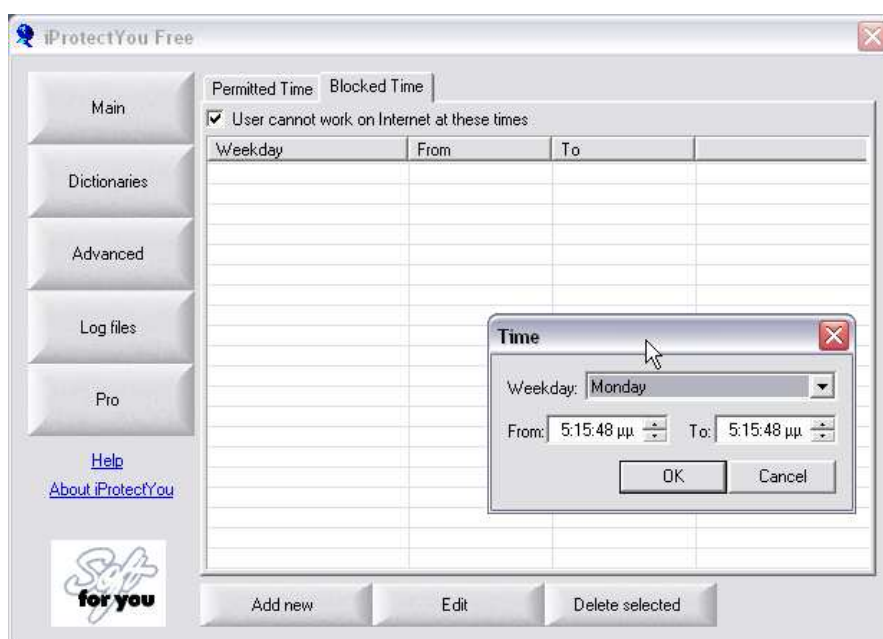 iProtectYou Free
Main
Dictionaries
Advanced
Log files
Pro
Help
About iProtectYou
Soft
for you
Permitted Time Blocked Time
User cannot work on Internet at these times
Weekday From To
Time
Weekday: Monday
From: 5:15:48 μμ To: 5:15:48 μμ
OK Cancel
Add new Edit Delete selected